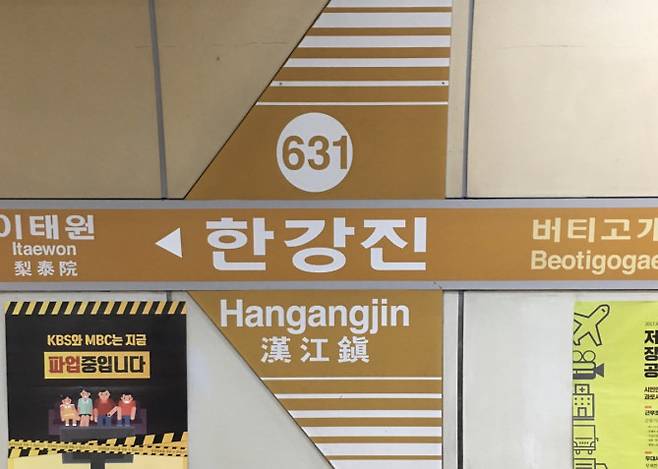 631
이태원
Itaewon
梨泰院
한강진
버티고개
Beotigogae
Hangangjin
漢江鎭
KBS와 MBC는 지금
파업중입니다